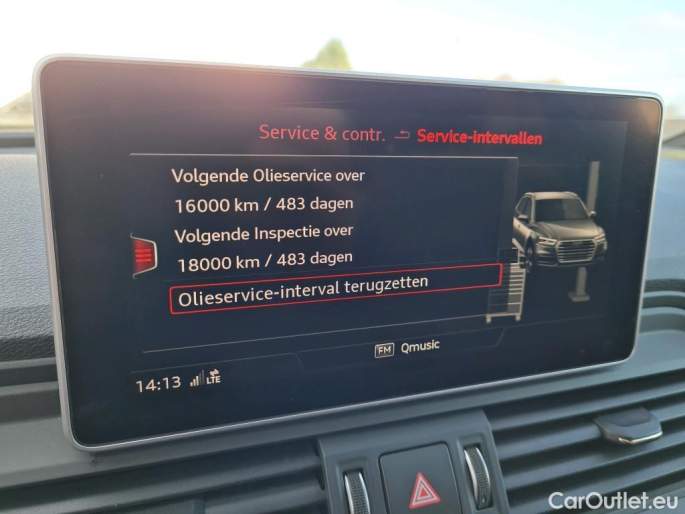 Service & contr. Service-intervallen
Volgende Olieservice over
16000 km / 483 dagen
Volgende Inspectie over
18000 km / 483 dagen
Olieservice-interval terugzetten
FM Qmusic
14:13 LTE
CarOutlet.eu